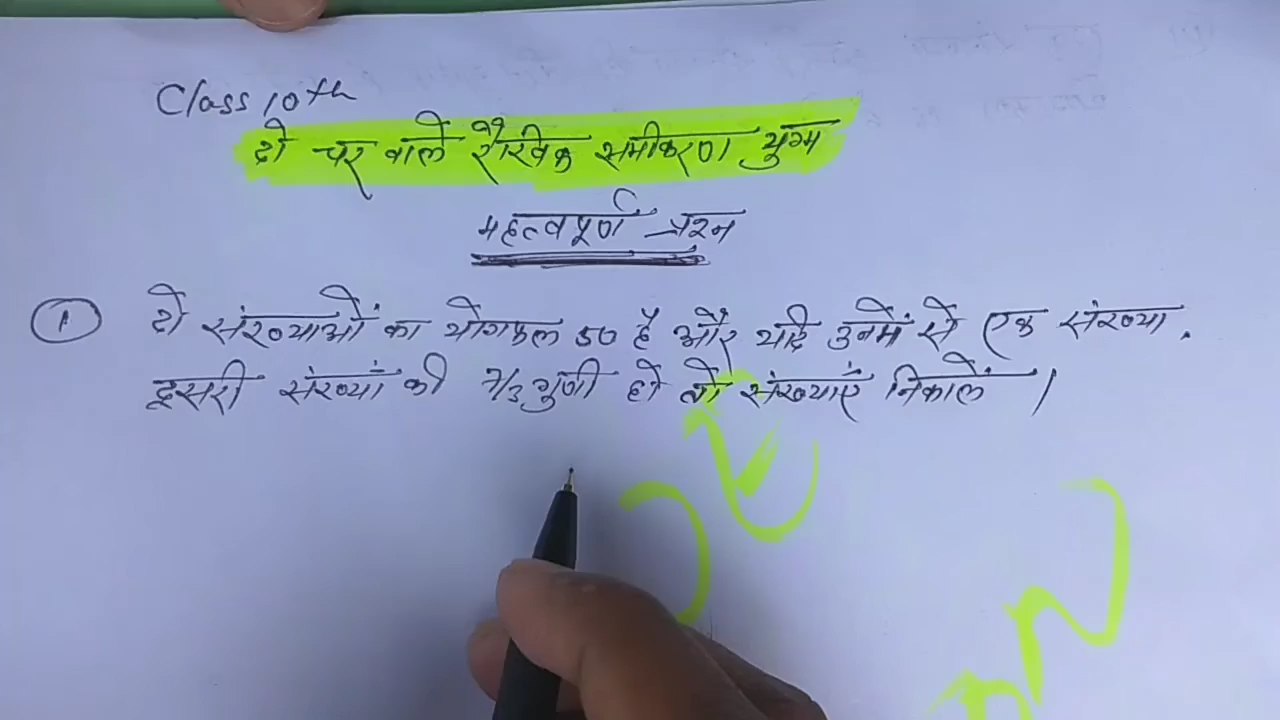 Class 10th
दो चर वाले रैखिक समीकरण युग्म
महत्वपूर्ण प्रश्न
① दो संख्याओं का योगफल 50 है और यदि उनमें से एक संख्या
दूसरी संख्यां की 7/3 गुणी हो तो संख्याएं निकालें ।